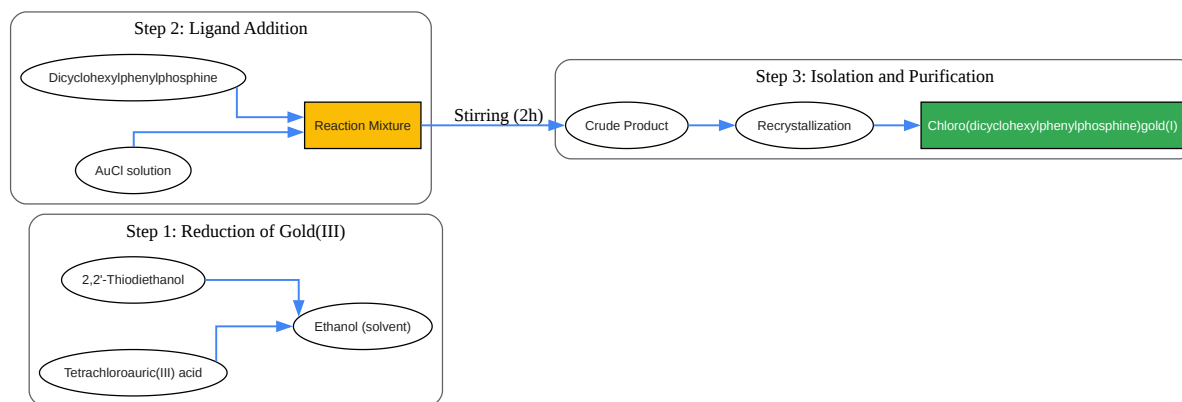 Step 2: Ligand Addition
Dicyclohexylphenylphosphine
AuCl solution
Reaction Mixture
Stirring (2h)
Step 3: Isolation and Purification
Crude Product
Recrystallization
Chloro(dicyclohexylphenylphosphine)gold(I)
Step 1: Reduction of Gold(III)
2,2'-Thiodiethanol
Ethanol (solvent)
Tetrachloroauric(III) acid